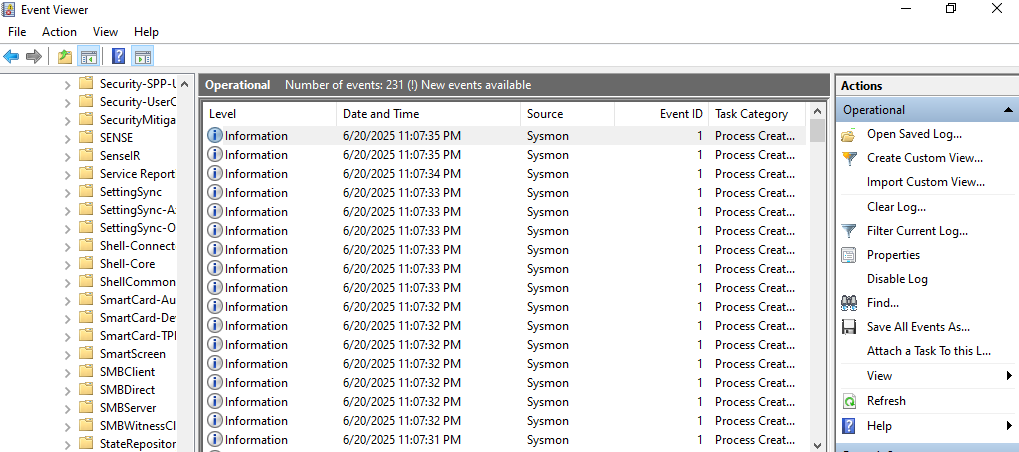 Event Viewer
File Action View Help
Security-SPP-U
Security-UserC
SecurityMitiga
SENSE
SenseIR
Service Report
SettingSync
SettingSync-A
SettingSync-O
Shell-Connect
Shell-Core
ShellCommon
SmartCard-Au
SmartCard-De
SmartCard-TPI
SmartScreen
SMBClient
SMBDirect
SMBServer
SMBWitnessCl
StateRepositor
Operational Number of events: 231 (!) New events available
Level Date and Time Source Event ID Task Category
Information 6/20/2025 11:07:35 PM Sysmon 1 Process Creat...
Information 6/20/2025 11:07:35 PM Sysmon 1 Process Creat...
Information 6/20/2025 11:07:34 PM Sysmon 1 Process Creat...
Information 6/20/2025 11:07:33 PM Sysmon 1 Process Creat...
Information 6/20/2025 11:07:33 PM Sysmon 1 Process Creat...
Information 6/20/2025 11:07:33 PM Sysmon 1 Process Creat...
Information 6/20/2025 11:07:33 PM Sysmon 1 Process Creat...
Information 6/20/2025 11:07:33 PM Sysmon 1 Process Creat...
Information 6/20/2025 11:07:33 PM Sysmon 1 Process Creat...
Information 6/20/2025 11:07:32 PM Sysmon 1 Process Creat...
Information 6/20/2025 11:07:32 PM Sysmon 1 Process Creat...
Information 6/20/2025 11:07:32 PM Sysmon 1 Process Creat...
Information 6/20/2025 11:07:32 PM Sysmon 1 Process Creat...
Information 6/20/2025 11:07:32 PM Sysmon 1 Process Creat...
Information 6/20/2025 11:07:32 PM Sysmon 1 Process Creat...
Information 6/20/2025 11:07:32 PM Sysmon 1 Process Creat...
Information 6/20/2025 11:07:31 PM Sysmon 1 Process Creat...
Actions
Operational
Open Saved Log...
Create Custom View...
Import Custom View...
Clear Log...
Filter Current Log...
Properties
Disable Log
Find...
Save All Events As...
Attach a Task To this L...
View
Refresh
Help